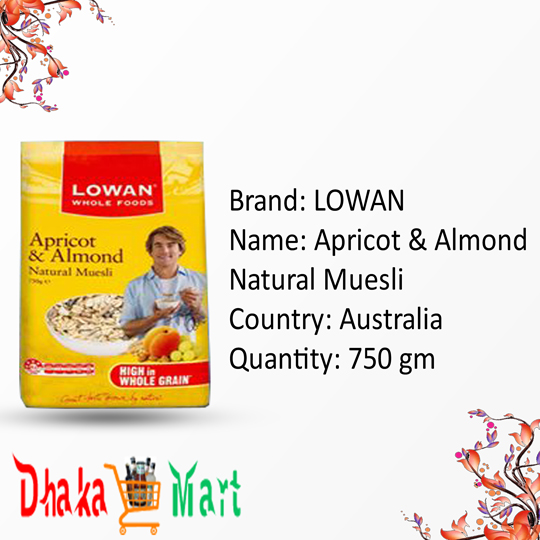 LOWAN
WHOLE FOODS
Apricot
& Almond
Natural Muesli
750g e
HIGH in
WHOLE GRAIN
Brand: LOWAN
Name: Apricot & Almond
Natural Muesli
Country: Australia
Quantity: 750 gm
Dhaka Mart